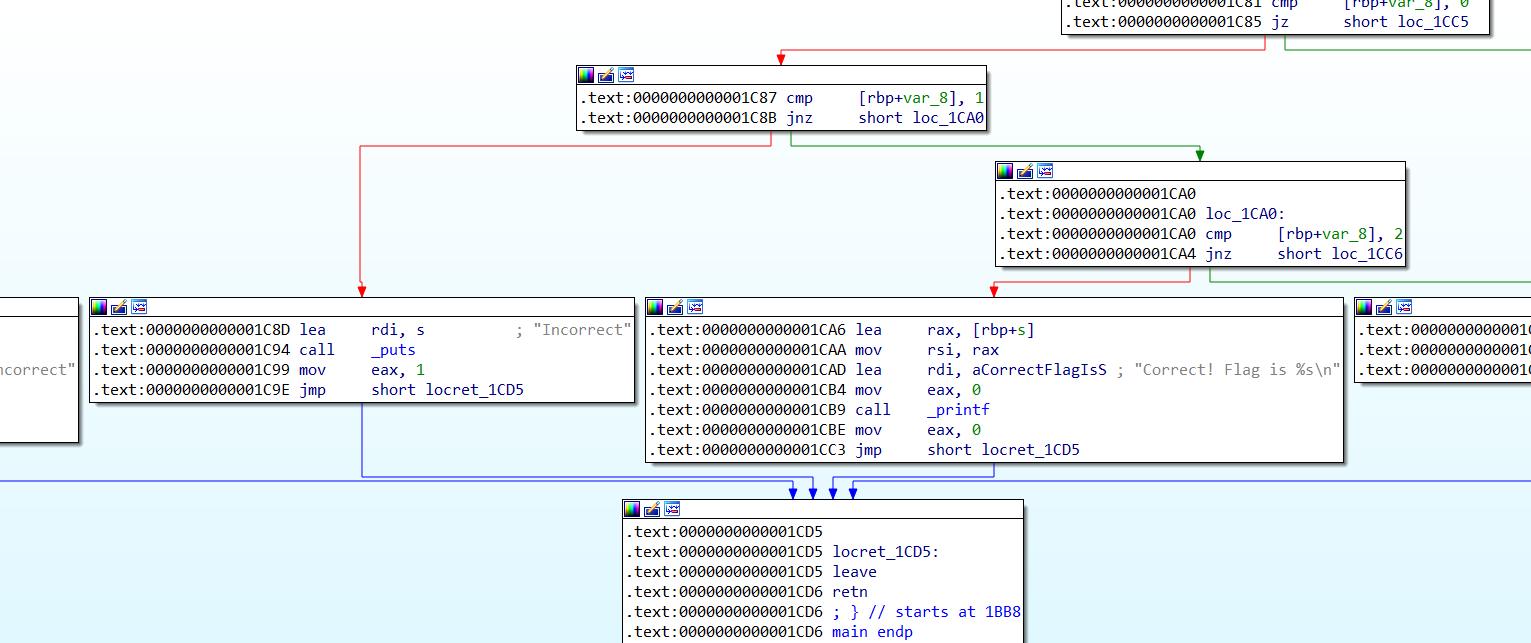 .text:0000000000001C81 cmp [rbp+var_8], 0
.text:0000000000001C85 jz short loc_1CC5
.text:0000000000001C87 cmp [rbp+var_8], 1
.text:0000000000001C8B jnz short loc_1CA0
.text:0000000000001CA0
.text:0000000000001CA0 loc_1CA0:
.text:0000000000001CA0 cmp [rbp+var_8], 2
.text:0000000000001CA4 jnz short loc_1CC6
ncorrect"
.text:0000000000001C8D lea rdi, s ; "Incorrect"
.text:0000000000001C94 call _puts
.text:0000000000001C99 mov eax, 1
.text:0000000000001C9E jmp short locret_1CD5
.text:0000000000001CA6 lea rax, [rbp+s]
.text:0000000000001CAA mov rsi, rax
.text:0000000000001CAD lea rdi, aCorrectFlagIsS ; "Correct! Flag is %s\n"
.text:0000000000001CB4 mov eax, 0
.text:0000000000001CB9 call _printf
.text:0000000000001CBE mov eax, 0
.text:0000000000001CC3 jmp short locret_1CD5
.text:0000000000001C
.text:0000000000001C
.text:0000000000001C
.text:0000000000001CD5
.text:0000000000001CD5 locret_1CD5:
.text:0000000000001CD5 leave
.text:0000000000001CD6 retn
.text:0000000000001CD6 ; } // starts at 1BB8
.text:0000000000001CD6 main endp